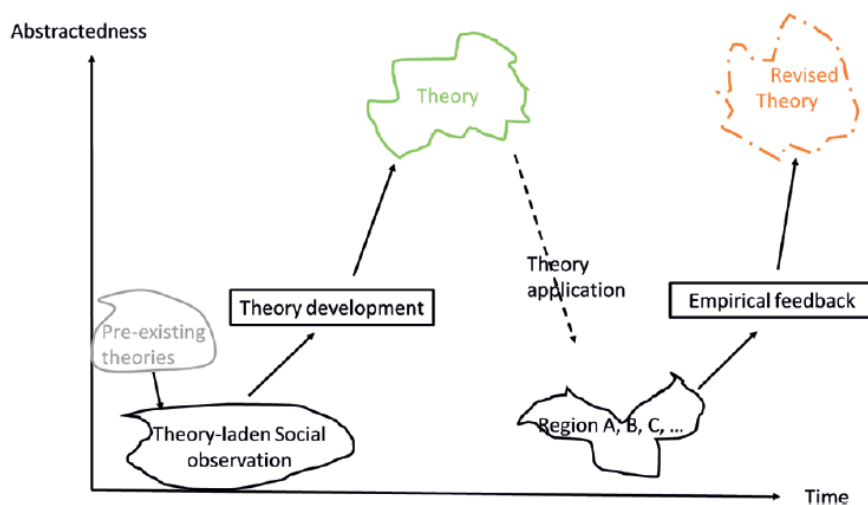 Abstractedness
Theory
Revised
Theory
Theory
application
Theory development
Empirical feedback
Pre-existing
theories
Theory-laden Social
observation
Region A, B, C, ...
Time